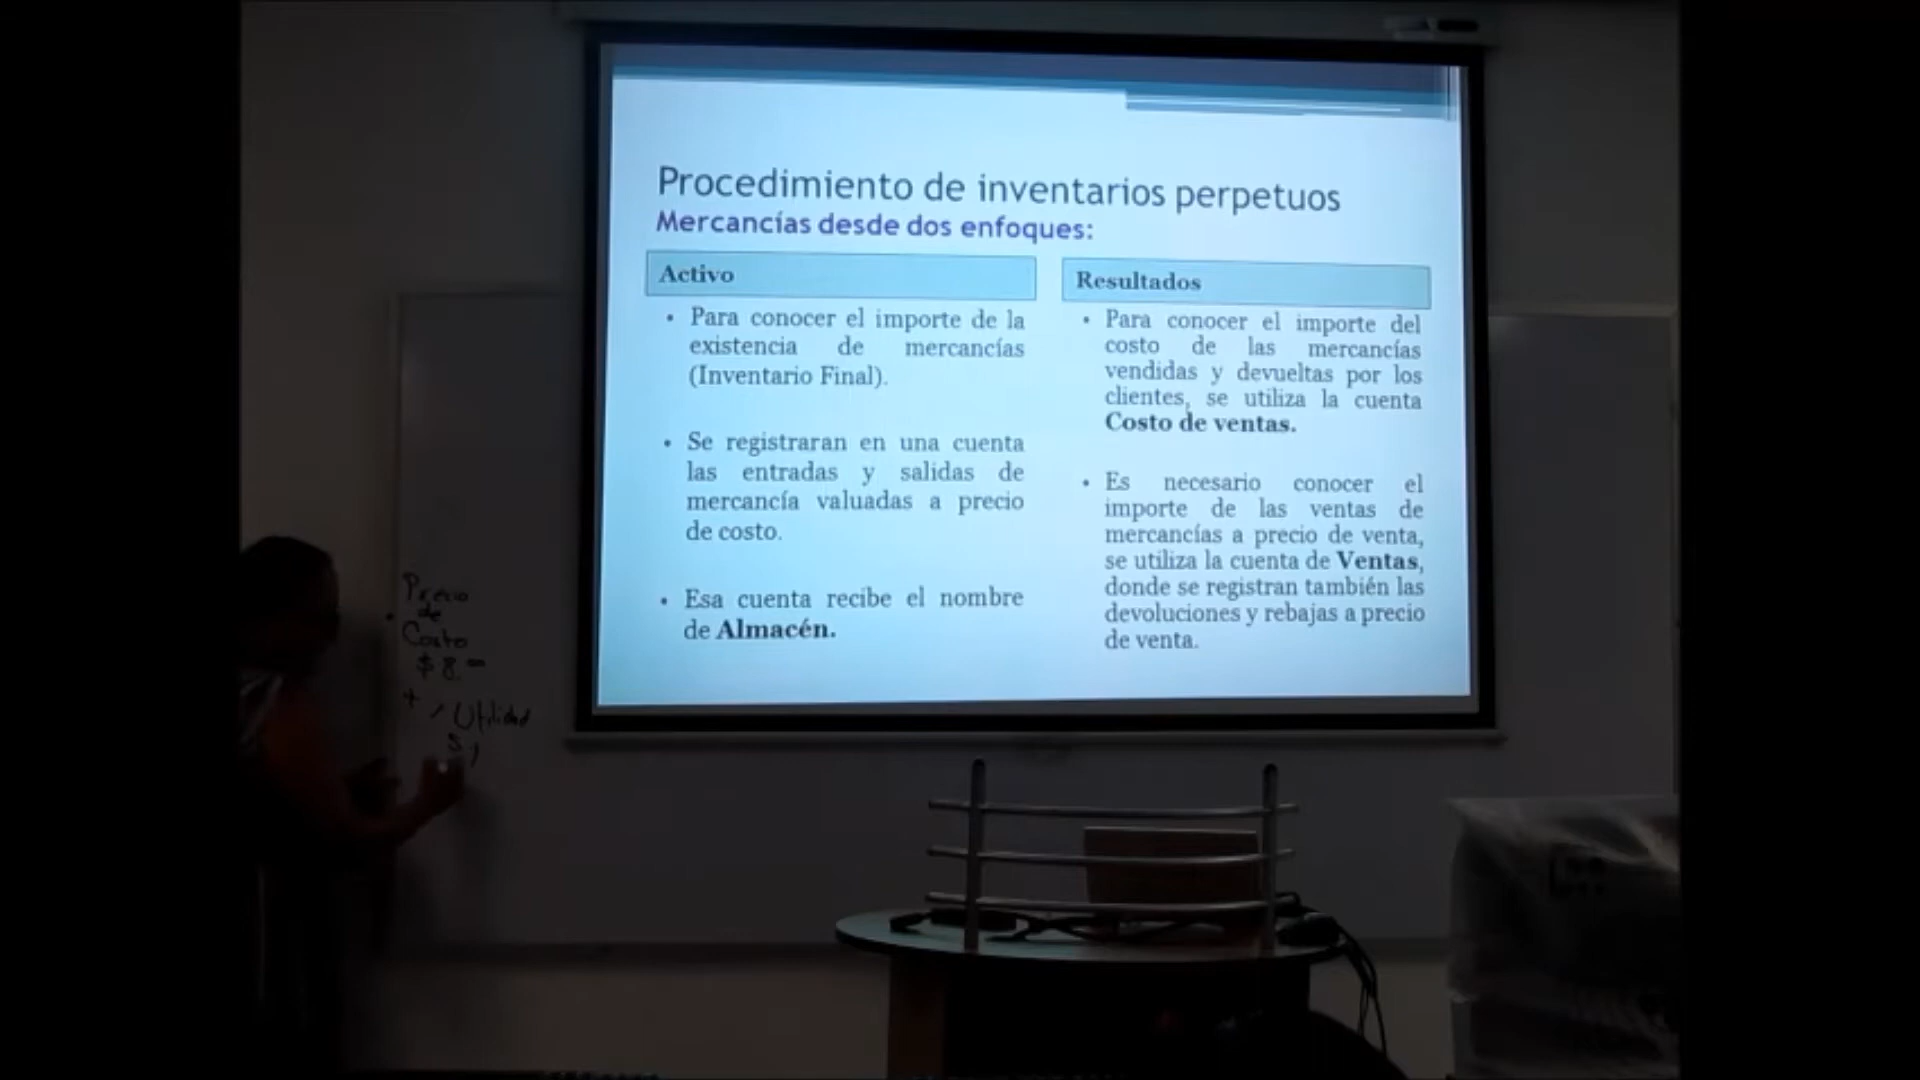 Procedimiento de inventarios perpetuos
Mercancías desde dos enfoques:
Activo
• Para conocer el importe de la
existencia de mercancías
(Inventario Final).
• Se registraran en una cuenta
las entradas y salidas de
mercancía valuadas a precio
de costo.
• Esa cuenta recibe el nombre
de Almacén.
Resultados
• Para conocer el importe del
costo de las mercancías
vendidas y devueltas por los
clientes, se utiliza la cuenta
Costo de ventas.
• Es necesario conocer el
importe de las ventas de
mercancías a precio de venta,
se utiliza la cuenta de Ventas,
donde se registran también las
devoluciones y rebajas a precio
de venta.
Precio
de
Costo
$ 8.
+
Utilidad